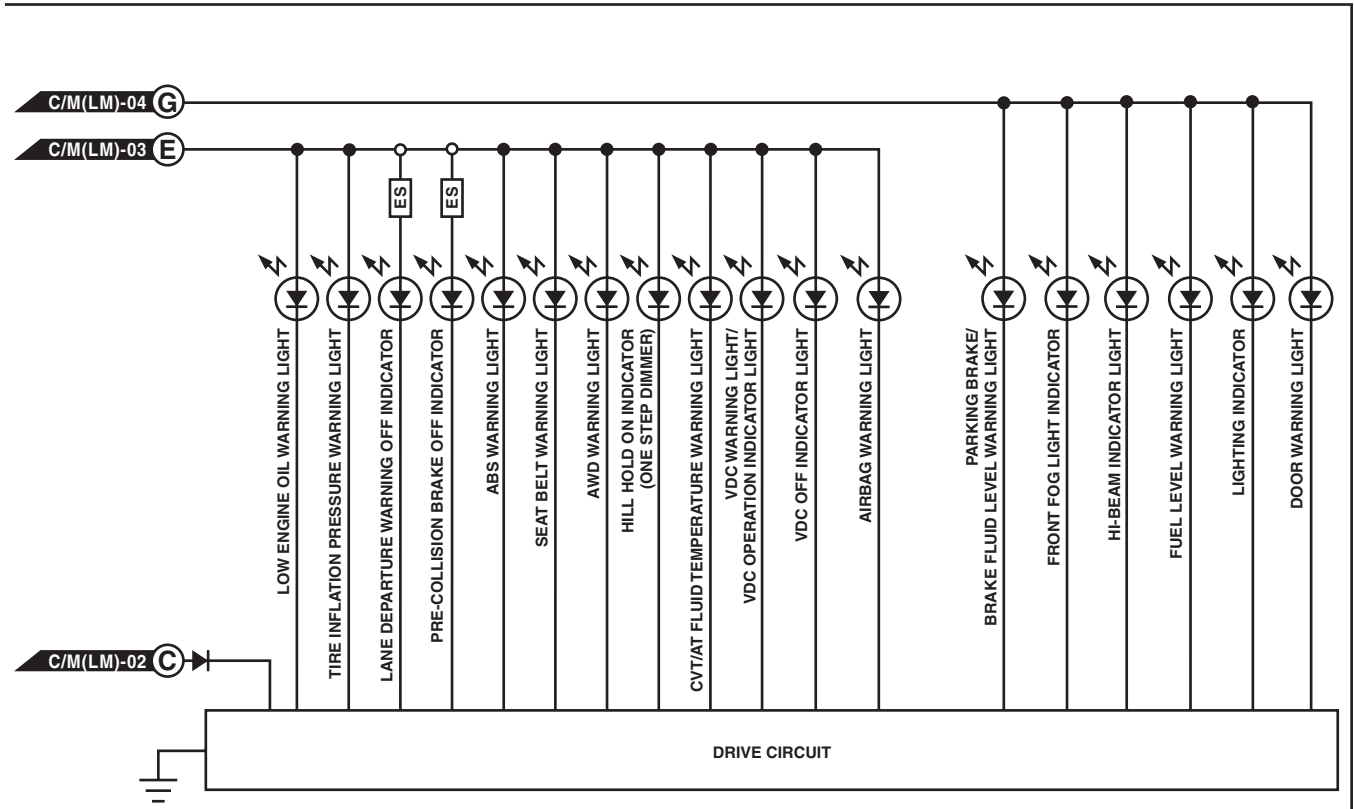 C/M(LM)-04 G
C/M(LM)-03 E
ES
ES
LOW ENGINE OIL WARNING LIGHT
TIRE INFLATION PRESSURE WARNING LIGHT
LANE DEPARTURE WARNING OFF INDICATOR
PRE-COLLISION BRAKE OFF INDICATOR
ABS WARNING LIGHT
SEAT BELT WARNING LIGHT
AWD WARNING LIGHT
HILL HOLD ON INDICATOR
(ONE STEP DIMMER)
CVT/AT FLUID TEMPERATURE WARNING LIGHT
VDC WARNING LIGHT/
VDC OPERATION INDICATOR LIGHT
VDC OFF INDICATOR LIGHT
AIRBAG WARNING LIGHT
PARKING BRAKE/
BRAKE FLUID LEVEL WARNING LIGHT
FRONT FOG LIGHT INDICATOR
HI-BEAM INDICATOR LIGHT
FUEL LEVEL WARNING LIGHT
LIGHTING INDICATOR
DOOR WARNING LIGHT
C/M(LM)-02 C
DRIVE CIRCUIT